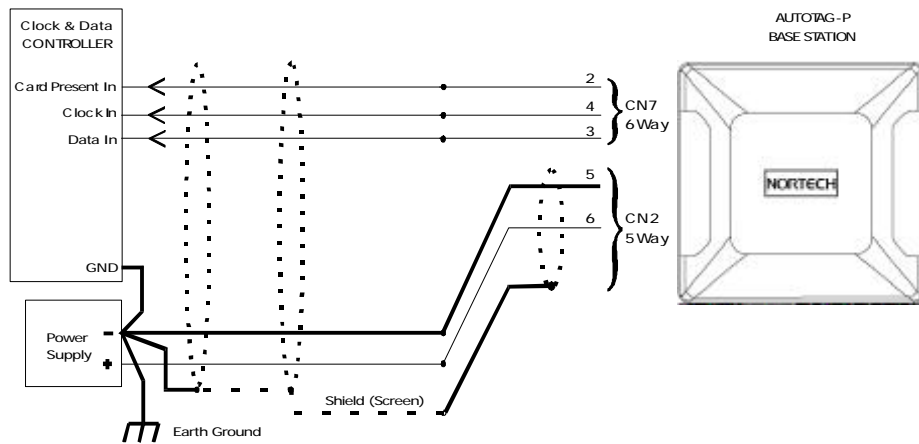 Clock & Data
CONTROLLER
Card Present In
Clock In
Data In
GND
Power
Supply
-
+
Earth Ground
Shield (Screen)
2
4
3
CN7
6 Way
5
6
CN2
5 Way
AUTOTAG-P
BASE STATION
NORTECH